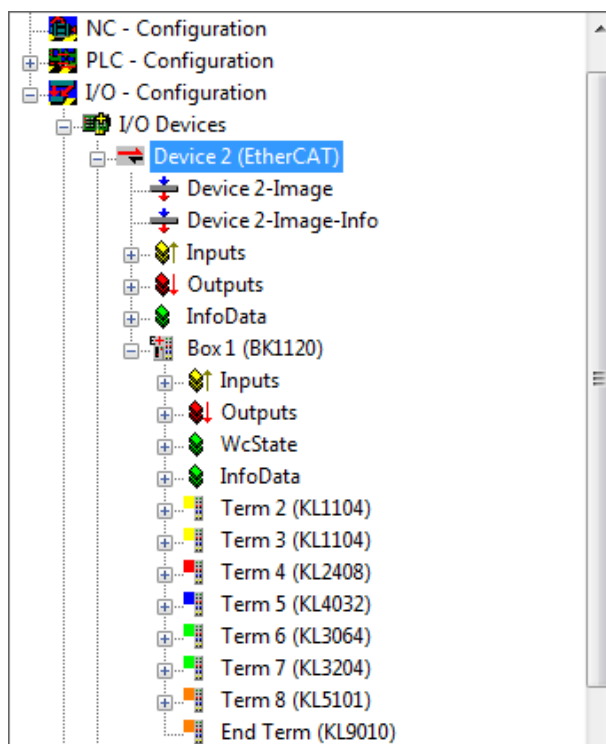 NC - Configuration
PLC - Configuration
I/O - Configuration
I/O Devices
Device 2 (EtherCAT)
Device 2-Image
Device 2-Image-Info
Inputs
Outputs
InfoData
Box 1 (BK1120)
Inputs
Outputs
WcState
InfoData
Term 2 (KL1104)
Term 3 (KL1104)
Term 4 (KL2408)
Term 5 (KL4032)
Term 6 (KL3064)
Term 7 (KL3204)
Term 8 (KL5101)
End Term (KL9010)